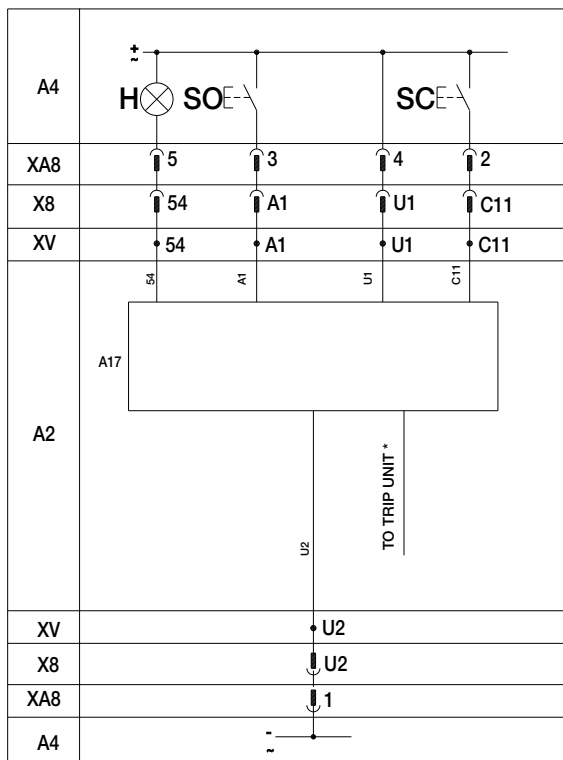 +
~
A4
H
SO
SC
XA8
5
3
4
2
X8
54
A1
U1
C11
XV
54
A1
U1
C11
54
A1
U1
C11
A17
A2
TO TRIP UNIT *
U2
XV
U2
X8
U2
XA8
1
A4
-
~